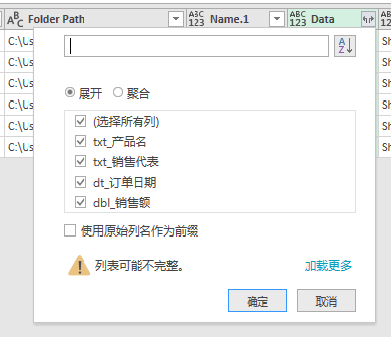 ABC Folder Path ABC 123 Name.1 ABC 123 Data
C:\Us Sh
C:\Us Sh
C:\Us Sh
C:\Us Sh
C:\Us Sh
C:\Us Sh
A Z
展开 聚合
(选择所有列)
txt_产品名
txt_销售代表
dt_订单日期
dbl_销售额
使用原始列名作为前缀
列表可能不完整。 加载更多
确定 取消